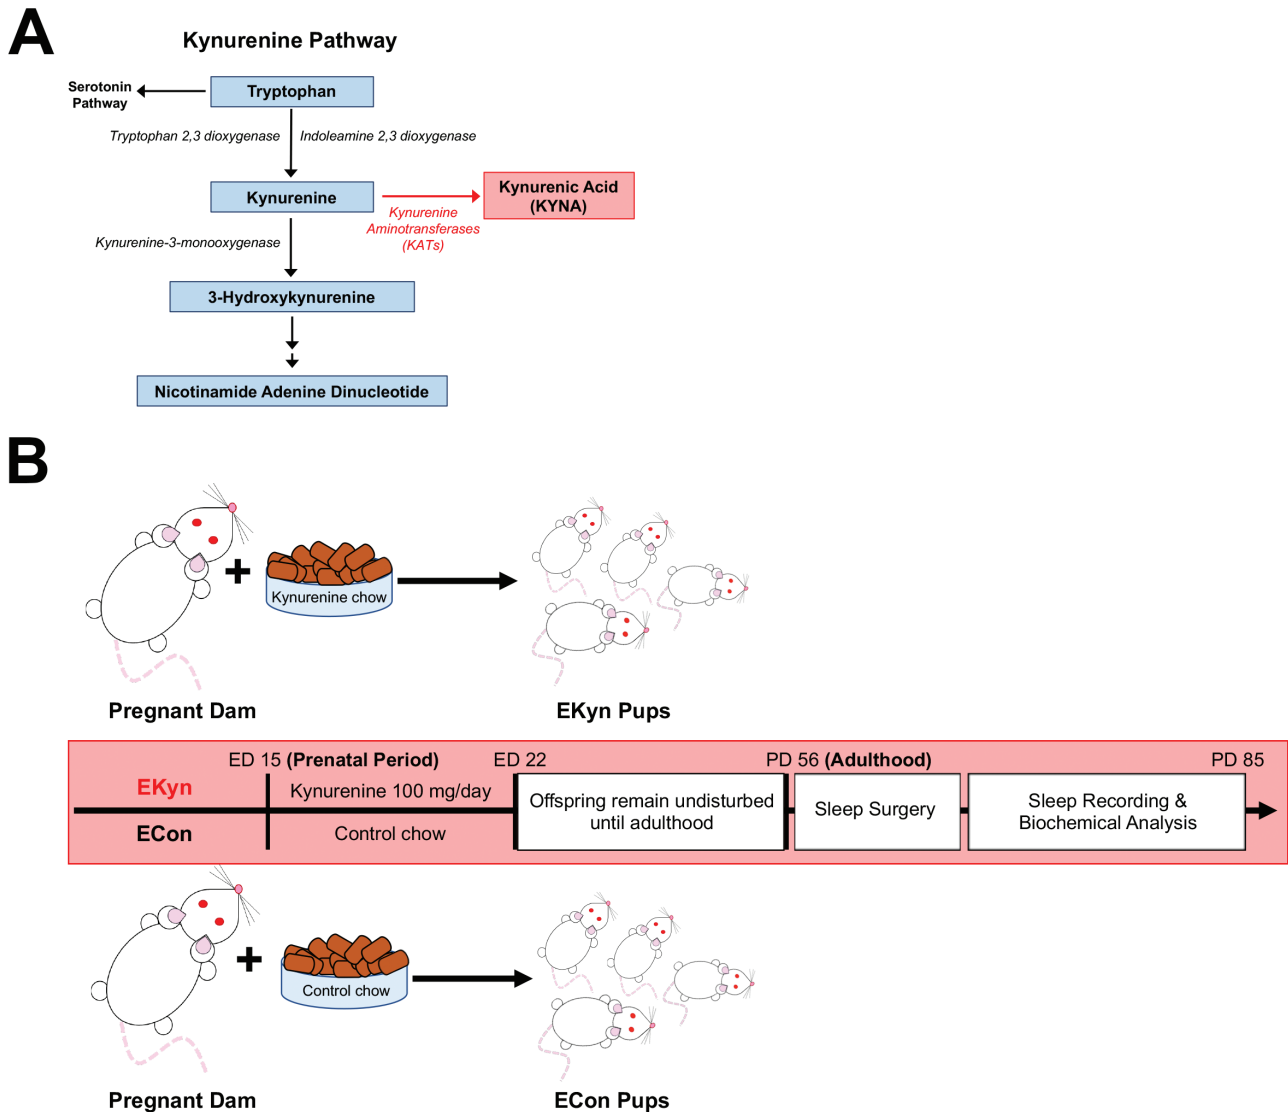 A
Kynurenine Pathway
Serotonin
Pathway
Tryptophan
Tryptophan 2,3 dioxygenase
Indoleamine 2,3 dioxygenase
Kynurenine
Kynurenic Acid
(KYNA)
Kynurenine
Aminotransferases
(KATs)
Kynurenine-3-monooxygenase
3-Hydroxykynurenine
Nicotinamide Adenine Dinucleotide
B
+
Kynurenine chow
Pregnant Dam
EKyn Pups
ED 15 (Prenatal Period)
ED 22
PD 56 (Adulthood)
PD 85
EKyn
Kynurenine 100 mg/day
ECon
Control chow
Offspring remain undisturbed
until adulthood
Sleep Surgery
Sleep Recording &
Biochemical Analysis
+
Control chow
Pregnant Dam
ECon Pups